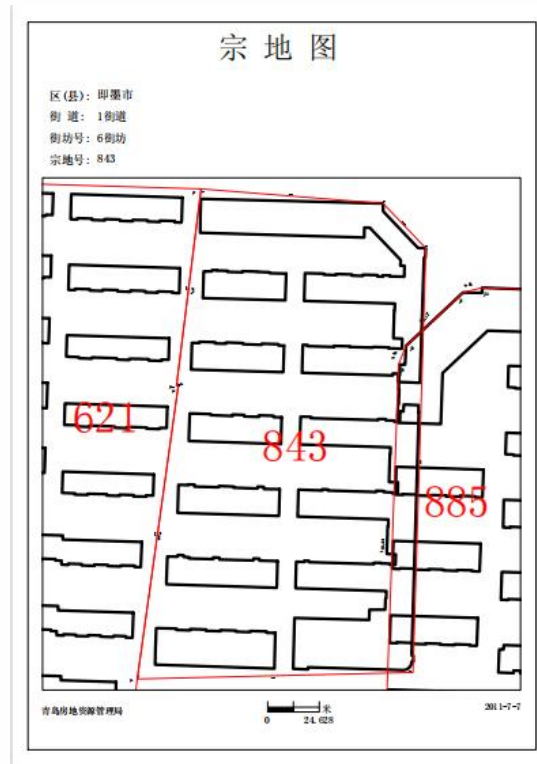 宗地图
区(县): 即墨市
街 道: 1街道
街坊号: 6街坊
宗地号: 843
621
843
885
青岛房地资源管理局
米
0 24.628
2011-7-7